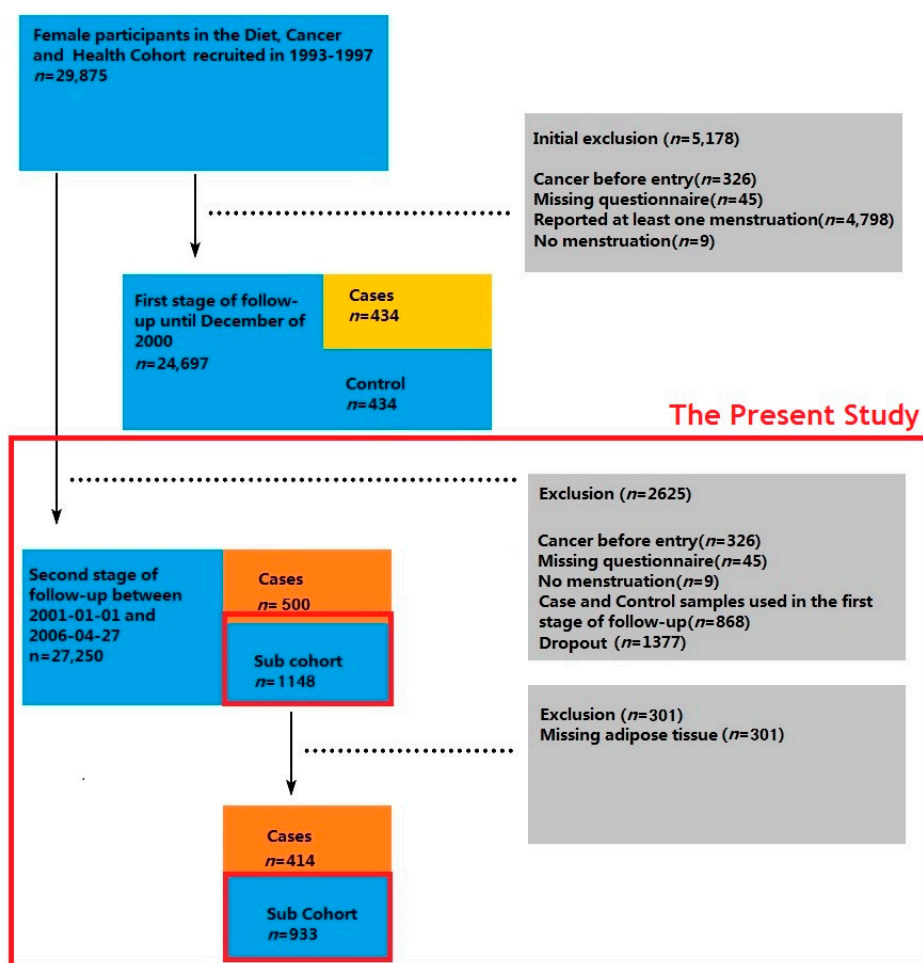 Female participants in the Diet, Cancer
and Health Cohort recruited in 1993-1997
n=29,875
Initial exclusion (n=5,178)
Cancer before entry(n=326)
Missing questionnaire(n=45)
Reported at least one menstruation(n=4,798)
No menstruation(n=9)
First stage of follow-
up until December of
2000
n=24,697
Cases
n=434
Control
n=434
The Present Study
Exclusion (n=2625)
Cancer before entry(n=326)
Missing questionnaire(n=45)
No menstruation(n=9)
Case and Control samples used in the first
stage of follow-up(n=868)
Dropout (n=1377)
Second stage of
follow-up between
2001-01-01 and
2006-04-27
n=27,250
Cases
n= 500
Sub cohort
n=1148
Exclusion (n=301)
Missing adipose tissue (n=301)
Cases
n=414
Sub Cohort
n=933